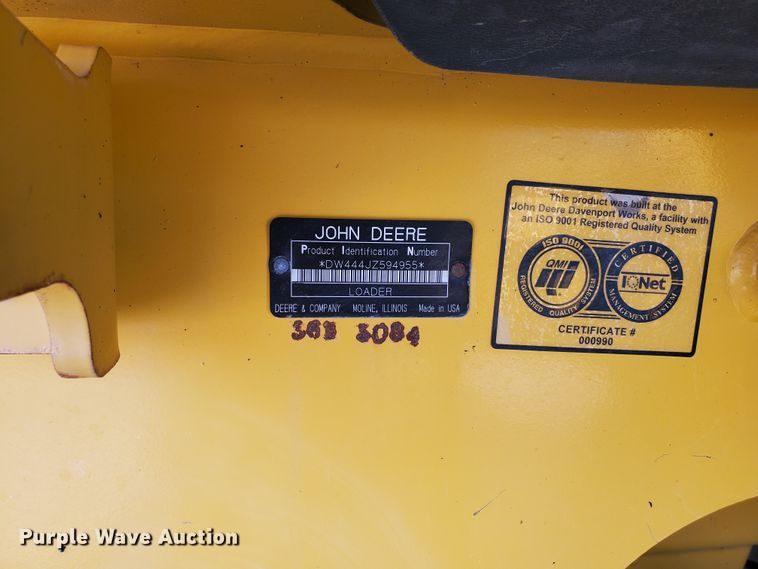 JOHN DEERE
Product Identification Number
*DW444JZ594955*
LOADER
DEERE & COMPANY MOLINE, ILLINOIS Made in USA
3084
This product was built at the
John Deere Davenport Works, a facility with
an ISO 9001 Registered Quality System
ISO 9001
QMI
REGISTERED QUALITY SYSTEM
CERTIFIED
IQNet
MANAGEMENT SYSTEM
CERTIFICATE #
000990
Purple Wave Auction